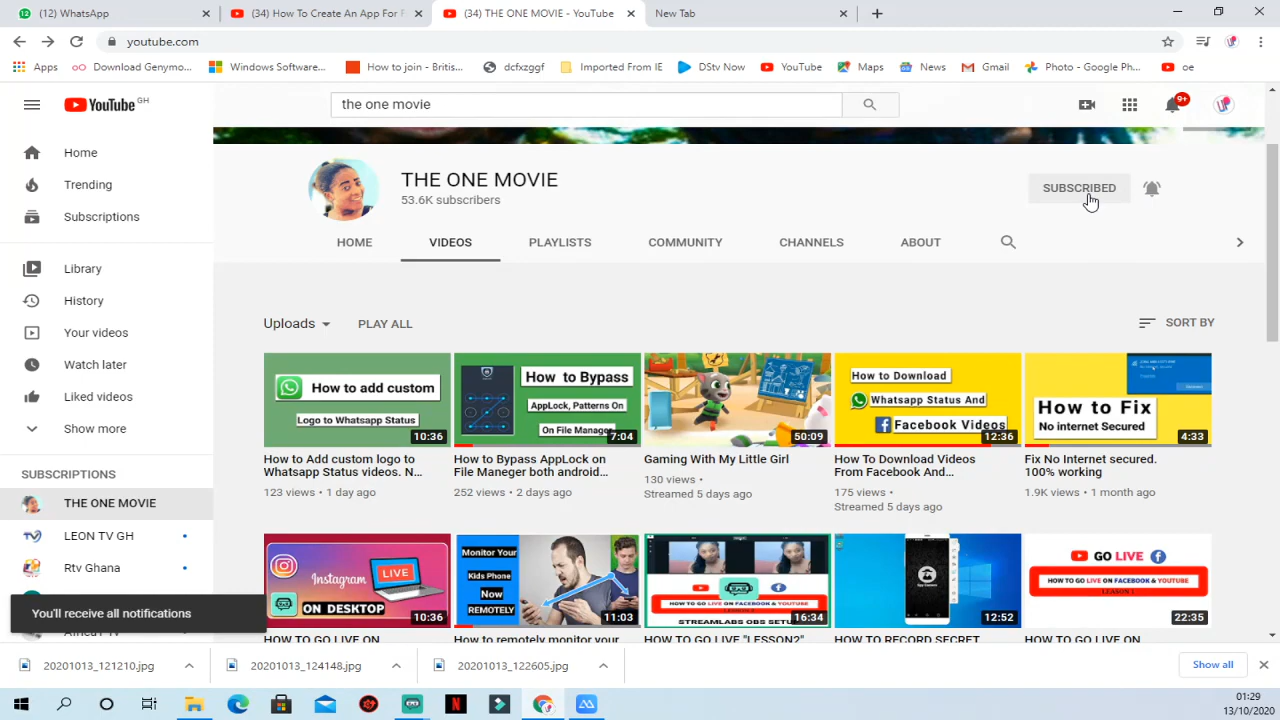 (12) WhatsApp
(34) How To Create An App For F
(34) THE ONE MOVIE - YouTube
New Tab
youtube.com
Apps
Download Genymo...
Windows Software...
How to join - Britis...
dcfxzggf
Imported From IE
DStv Now
YouTube
Maps
News
Gmail
Photo - Google Ph...
oe
YouTube GH
the one movie
9+
Home
Trending
Subscriptions
Library
History
Your videos
Watch later
Liked videos
Show more
SUBSCRIPTIONS
THE ONE MOVIE
LEON TV GH
Rtv Ghana
You'll receive all notifications
THE ONE MOVIE
53.6K subscribers
SUBSCRIBED
HOME
VIDEOS
PLAYLISTS
COMMUNITY
CHANNELS
ABOUT
Uploads
PLAY ALL
SORT BY
How to add custom
Logo to Whatsapp Status
10:36
How to Add custom logo to
Whatsapp Status videos. N...
123 views • 1 day ago
How to Bypass
AppLock, Patterns On
On File Manager
7:04
How to Bypass AppLock on
File Manager both android...
252 views • 2 days ago
50:09
Gaming With My Little Girl
130 views •
Streamed 5 days ago
How to Download
Whatsapp Status And
Facebook Videos
12:36
How To Download Videos
From Facebook And...
175 views •
Streamed 5 days ago
How to Fix
No internet Secured
4:33
Fix No Internet secured.
100% working
1.9K views • 1 month ago
Instagram
LIVE
ON DESKTOP
10:36
HOW TO GO LIVE ON
Monitor Your
Kids Phone
Now
REMOTELY
11:03
How to remotely monitor your
HOW TO GO LIVE ON FACEBOOK & YOUTUBE
STREAMLABS OBS SETU
16:34
HOW TO GO LIVE "LESSON2"
12:52
HOW TO RECORD SECRET
GO LIVE
HOW TO GO LIVE ON FACEBOOK & YOUTUBE
LESSON 1
22:35
HOW TO GO LIVE ON
20201013_121210.jpg
20201013_124148.jpg
20201013_122605.jpg
Show all
01:29
13/10/2020